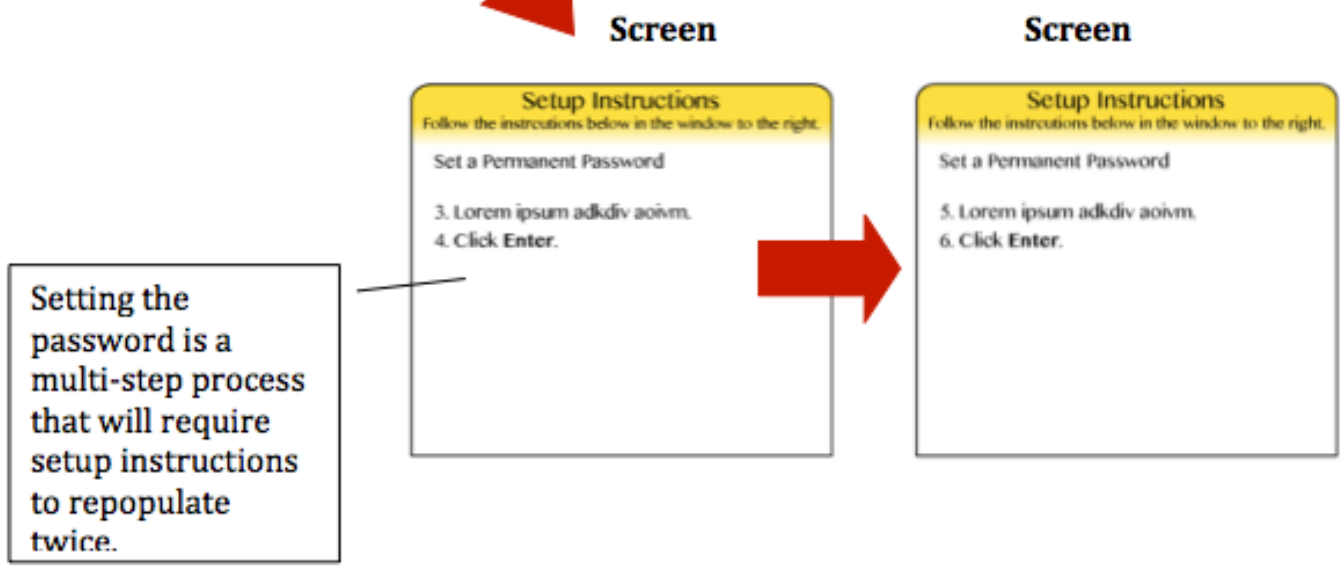 Screen
Screen
Setup Instructions
Follow the instrcutions below in the window to the right.
Set a Permanent Password
3. Lorem ipsum adkdiv aoivm.
4. Click Enter.
Setup Instructions
Follow the instrcutions below in the window to the right.
Set a Permanent Password
5. Lorem ipsum adkdiv aoivm.
6. Click Enter.
Setting the
password is a
multi-step process
that will require
setup instructions
to repopulate
twice.